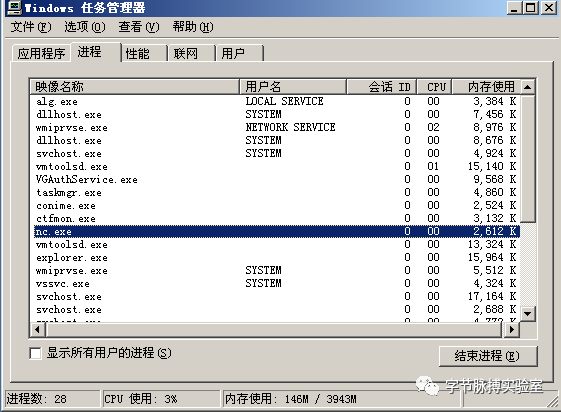 Windows 任务管理器
文件(F) 选项(O) 查看(V) 帮助(H)
应用程序 进程 性能 联网 用户
映像名称 用户名 会话 ID CPU 内存使用
alg.exe LOCAL SERVICE 0 00 3,384 K
dllhost.exe SYSTEM 0 00 7,456 K
wmiprvse.exe NETWORK SERVICE 0 02 8,976 K
dllhost.exe SYSTEM 0 00 8,676 K
svchost.exe SYSTEM 0 00 4,924 K
vmtoolsd.exe 0 01 15,140 K
VGAuthService.exe 0 00 9,568 K
taskmgr.exe 0 00 4,860 K
conime.exe 0 00 2,524 K
ctfmon.exe 0 00 3,132 K
nc.exe 0 00 2,612 K
vmtoolsd.exe 0 00 13,324 K
explorer.exe 0 00 15,964 K
wmiprvse.exe SYSTEM 0 00 5,512 K
vssvc.exe SYSTEM 0 00 4,324 K
svchost.exe 0 00 17,164 K
svchost.exe 0 00 2,688 K
显示所有用户的进程(S)
结束进程(E)
字节脉搏实验室
进程数: 28 CPU 使用: 3% 内存使用: 146M / 3943M